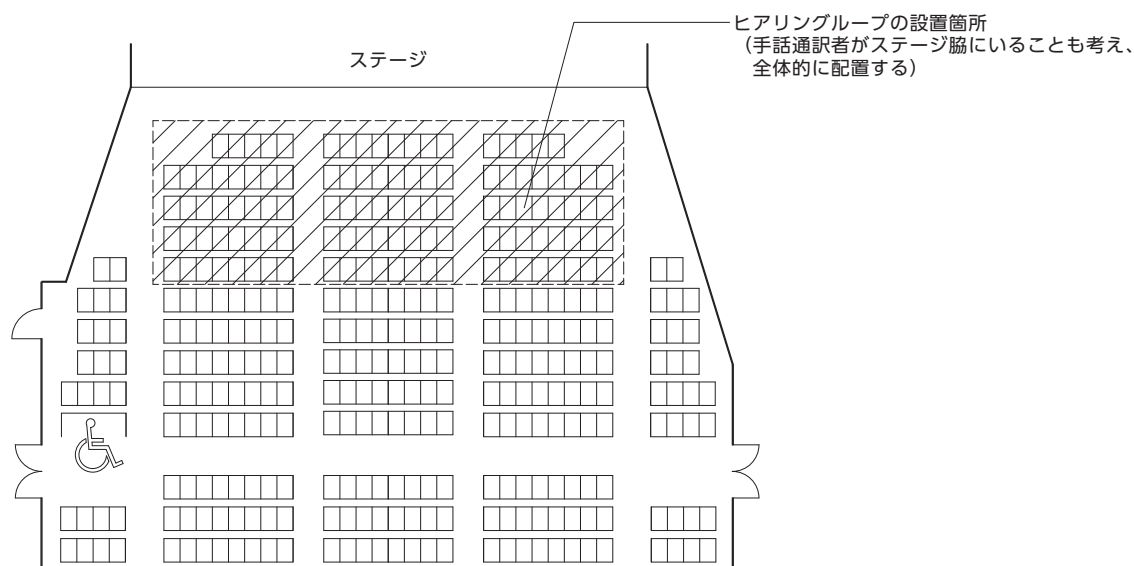 ヒアリングループの設置箇所
（手話通訳者がステージ脇にいることも考え、
全体的に配置する）
ステージ